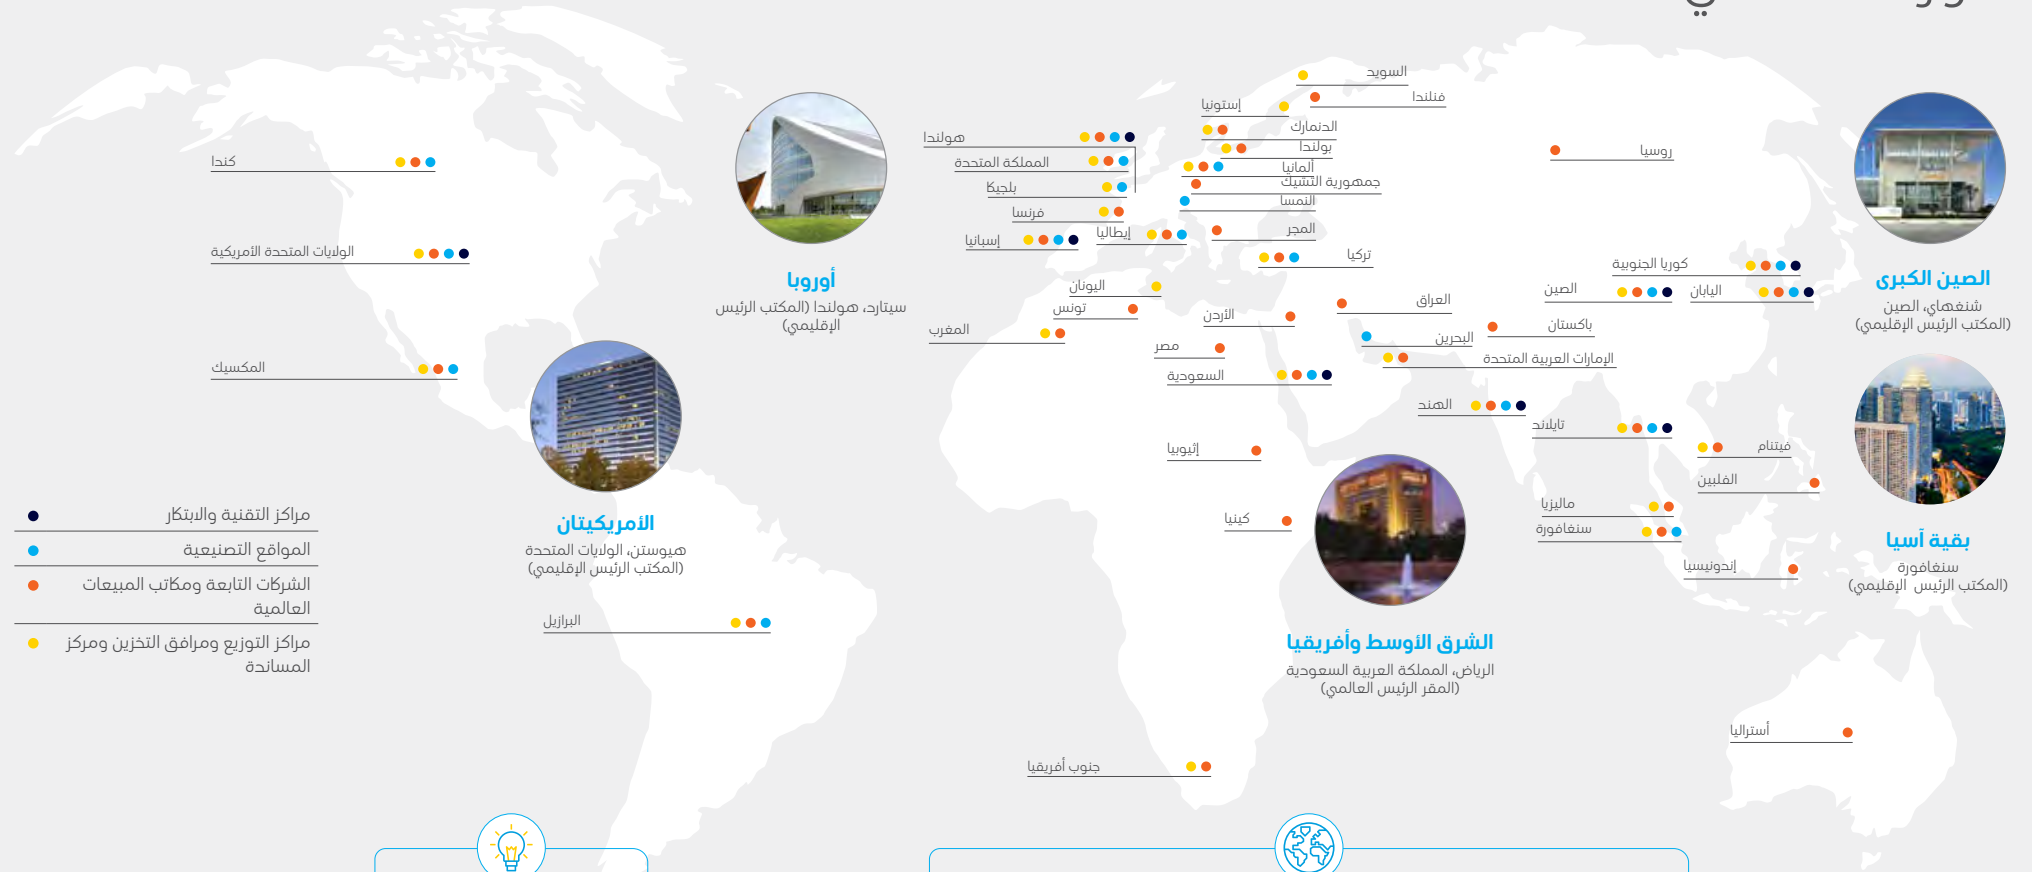 السويد
فنلندا
إستونيا
الدنمارك
بولندا
ألمانيا
جمهورية التشيك
النمسا
المجر
تركيا
هولندا
المملكة المتحدة
بلجيكا
فرنسا
إيطاليا
إسبانيا
اليونان
تونس
المغرب
روسيا
كوريا الجنوبية
الصين
اليابان
باكستان
العراق
الأردن
البحرين
مصر
الإمارات العربية المتحدة
السعودية
الهند
تايلاند
فيتنام
الفلبين
ماليزيا
سنغافورة
إندونيسيا
إثيوبيا
كينيا
جنوب أفريقيا
أستراليا
كندا
الولايات المتحدة الأمريكية
المكسيك
البرازيل
الصين الكبرى
شنغهاي، الصين
(المكتب الرئيس الإقليمي)
بقية آسيا
سنغافورة
(المكتب الرئيس الإقليمي)
أوروبا
سيتارد، هولندا (المكتب الرئيس
الإقليمي)
الشرق الأوسط وأفريقيا
الرياض، المملكة العربية السعودية
(المقر الرئيس العالمي)
الأمريكيتان
هيوستن، الولايات المتحدة
(المكتب الرئيس الإقليمي)
مراكز التقنية والابتكار
المواقع التصنيعية
الشركات التابعة ومكاتب المبيعات
العالمية
مراكز التوزيع ومرافق التخزين ومركز
المساندة